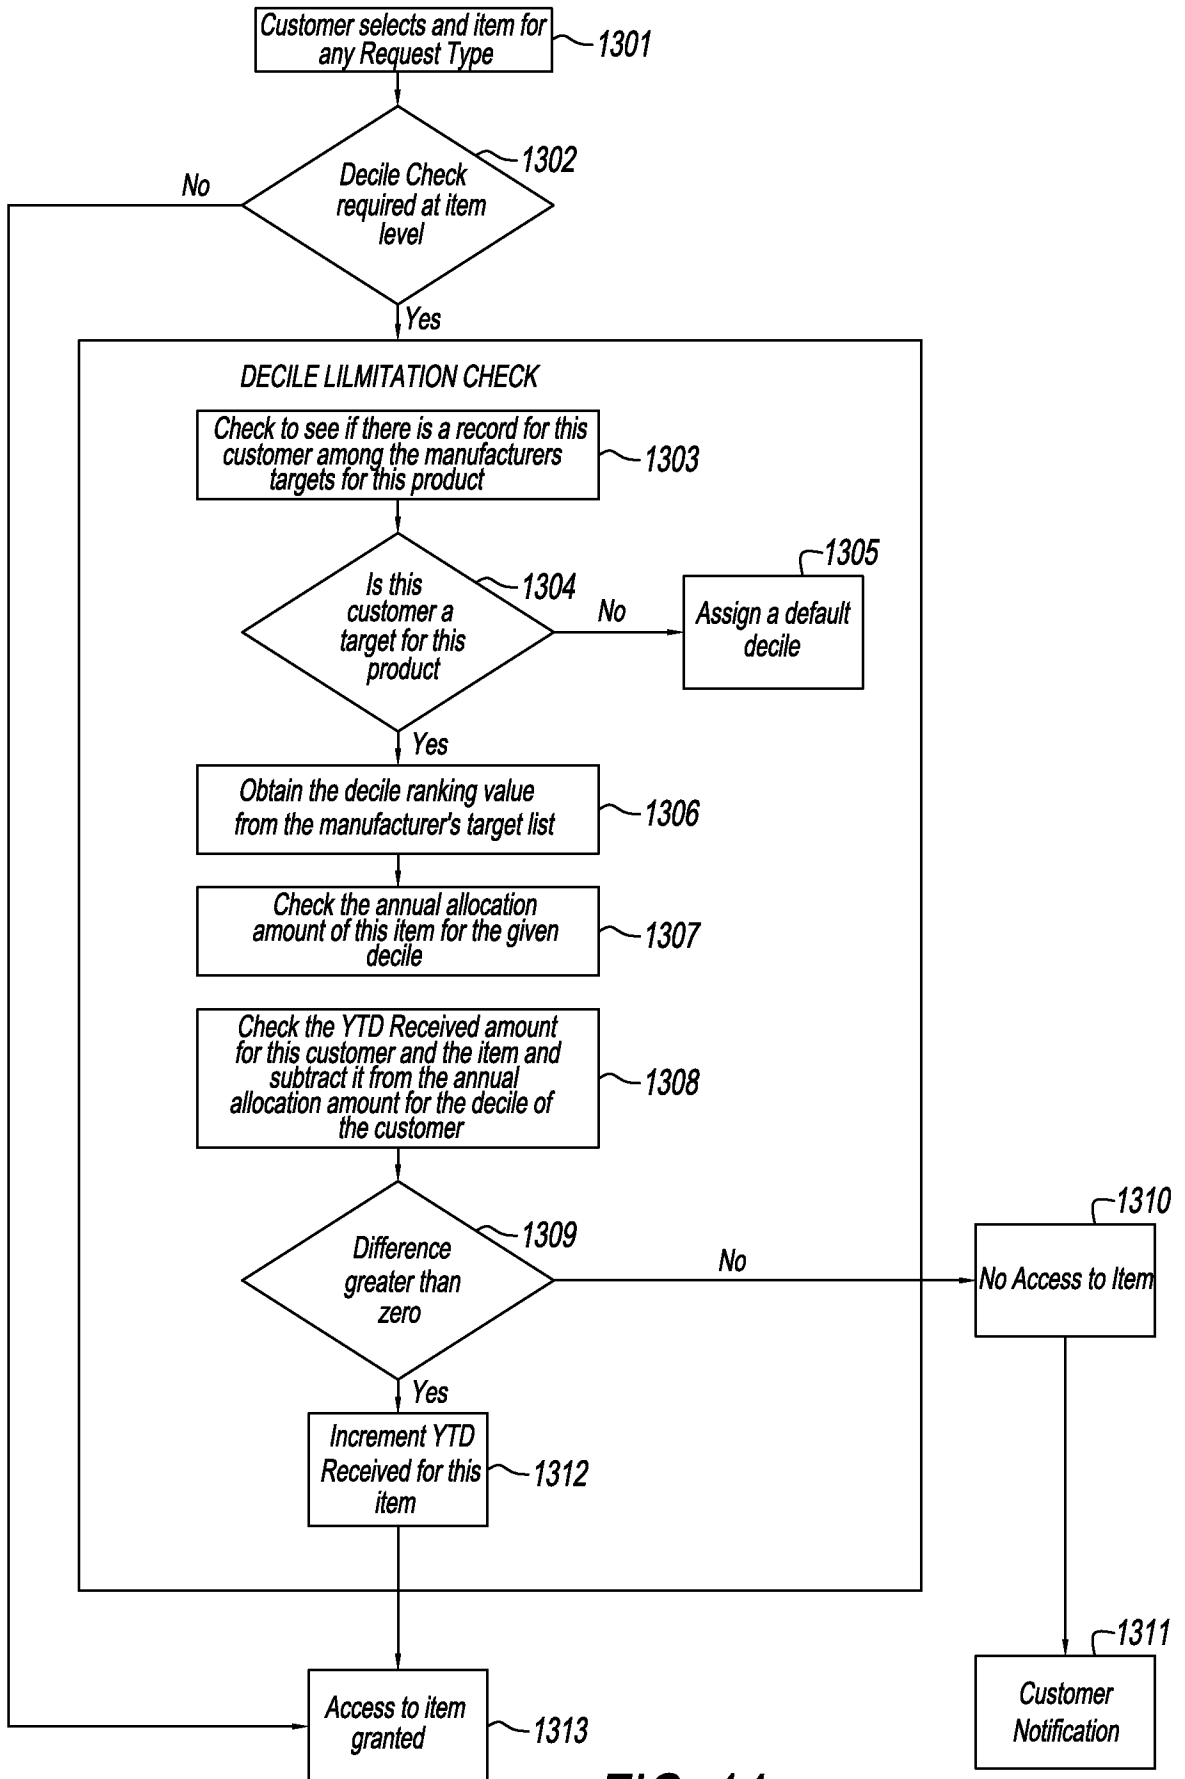 Customer selects and item for
any Request Type
1301
1302
Decile Check
required at item
level
No
Yes
DECILE LILMITATION CHECK
Check to see if there is a record for this
customer among the manufacturers
targets for this product
1303
1304
Is this
customer a
target for this
product
No
1305
Assign a default
decile
Yes
Obtain the decile ranking value
from the manufacturer's target list
1306
Check the annual allocation
amount of this item for the given
decile
1307
Check the YTD Received amount
for this customer and the item and
subtract it from the annual
allocation amount for the decile of
the customer
1308
1309
Difference
greater than
zero
No
1310
No Access to Item
Yes
Increment YTD
Received for this
item
1312
1311
Customer
Notification
Access to item
granted
1313